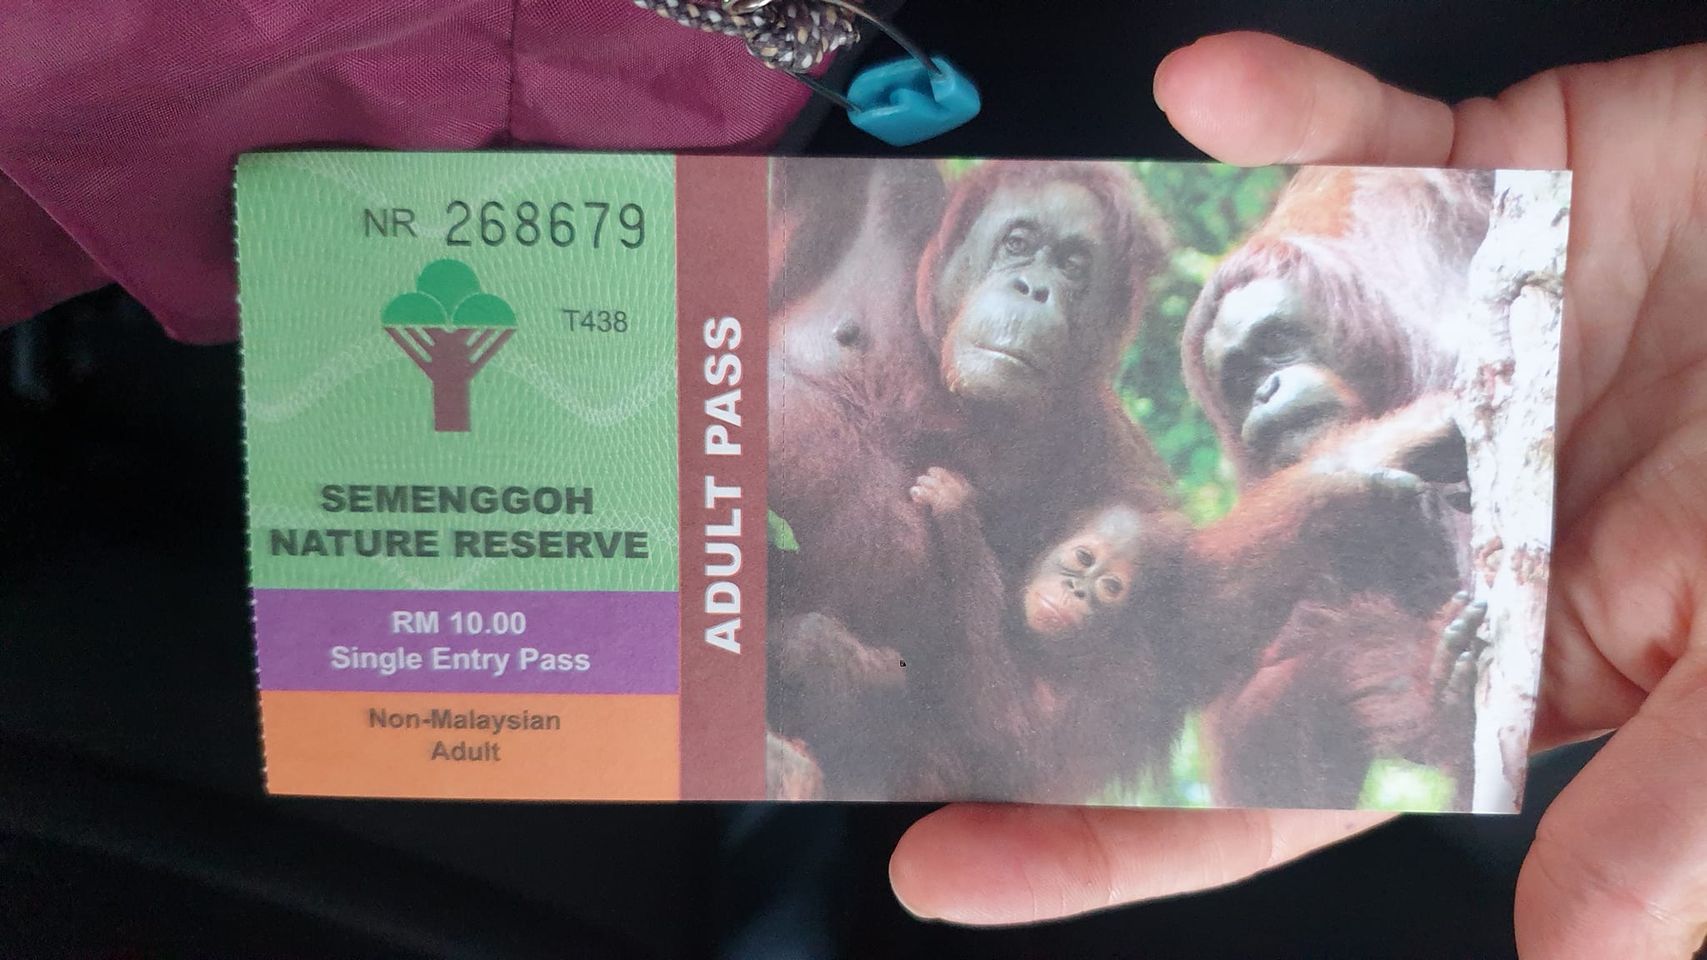 NR 268679
T438
SEMENGGOH
NATURE RESERVE
RM 10.00
Single Entry Pass
Non-Malaysian
Adult
ADULT PASS